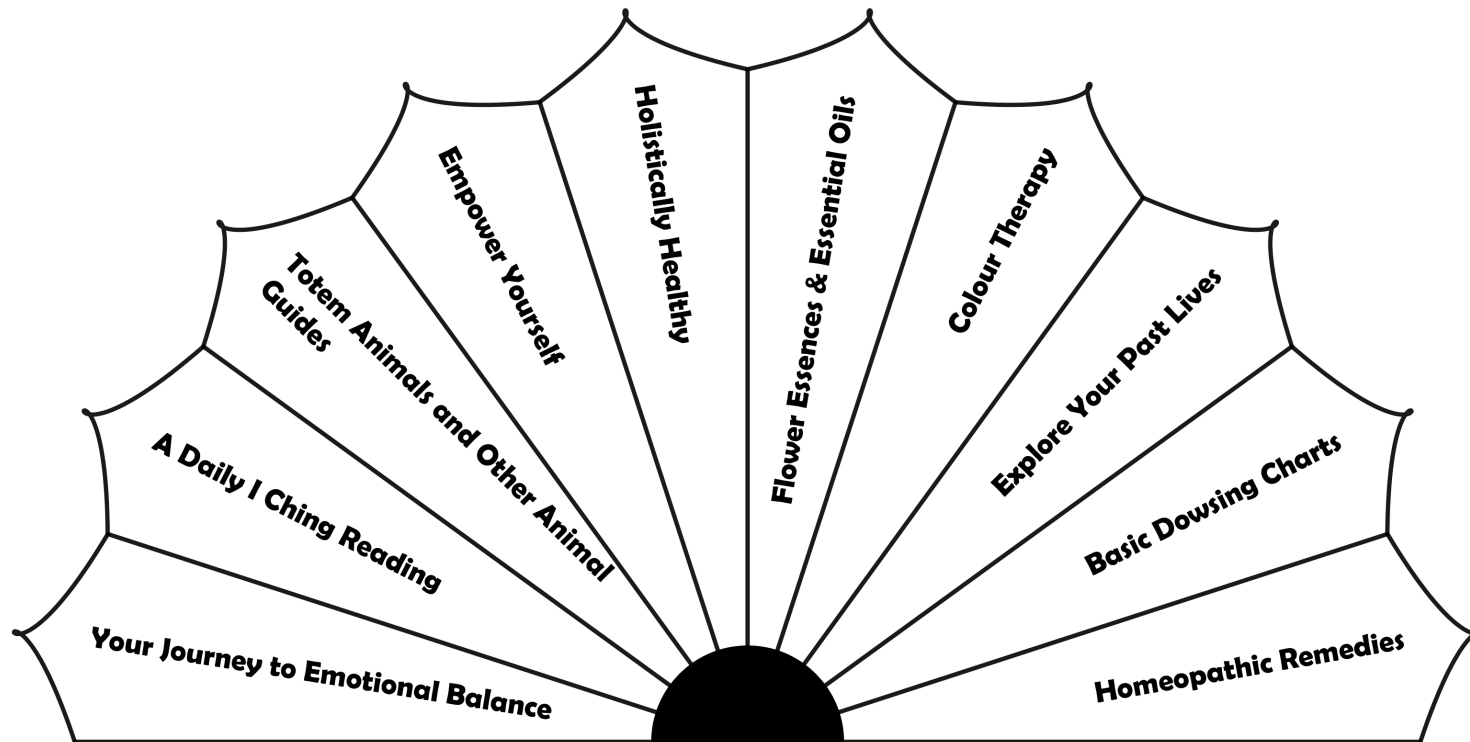 Your Journey to Emotional Balance
A Daily I Ching Reading
Totem Animals and Other Animal
Guides
Empower Yourself
Holistically Healthy
Flower Essences & Essential Oils
Colour Therapy
Explore Your Past Lives
Basic Dowsing Charts
Homeopathic Remedies